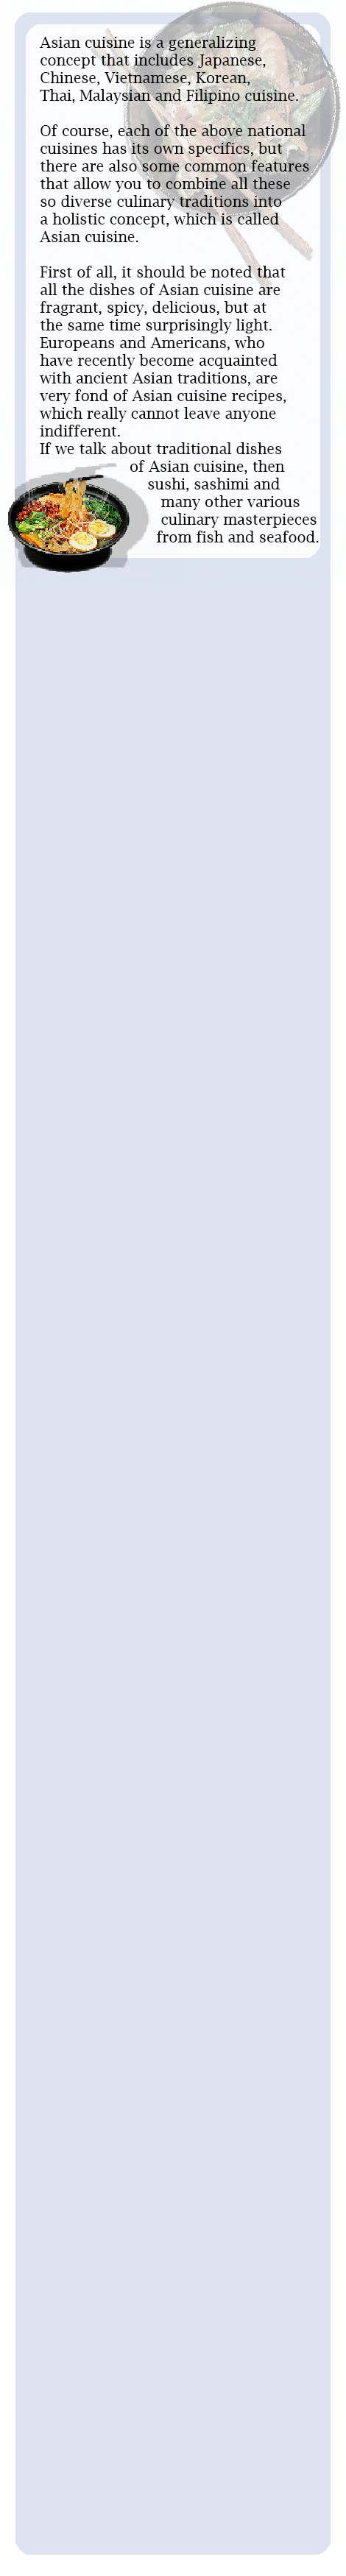 Asian cuisine is a generalizing
concept that includes Japanese,
Chinese, Vietnamese, Korean,
Thai, Malaysian and Filipino cuisine.
Of course, each of the above national
cuisines has its own specifics, but
there are also some common features
that allow you to combine all these
so diverse culinary traditions into
a holistic concept, which is called
Asian cuisine.
First of all, it should be noted that
all the dishes of Asian cuisine are
fragrant, spicy, delicious, but at
the same time surprisingly light.
Europeans and Americans, who
have recently become acquainted
with ancient Asian traditions, are
very fond of Asian cuisine recipes,
which really cannot leave anyone
indifferent.
If we talk about traditional dishes
of Asian cuisine, then
sushi, sashimi and
many other various
culinary masterpieces
from fish and seafood.